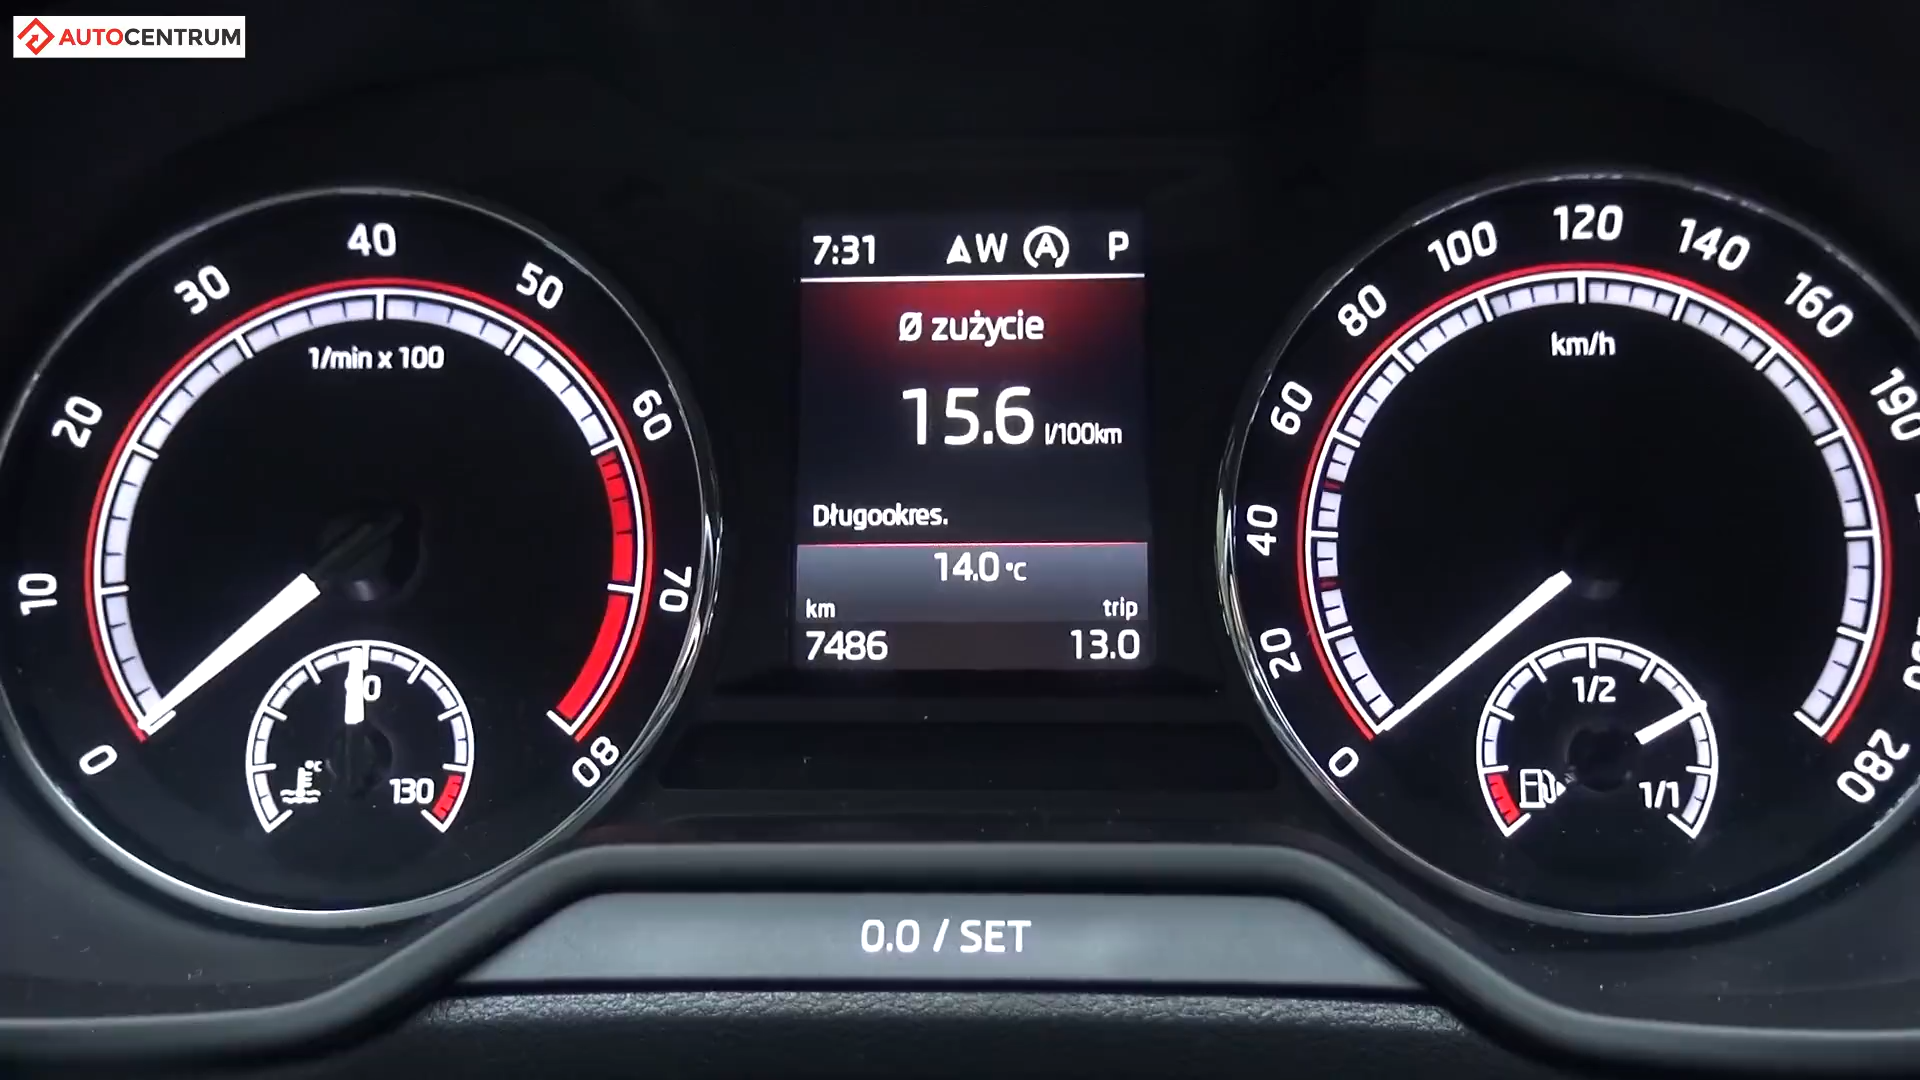 AUTOCENTRUM
0
10
20
30
40
50
60
70
80
1/min x 100
°C
130
7:31 W A P
Ø zużycie
15.6 l/100km
Długookres.
14.0 °C
km trip
7486 13.0
0
20
40
60
80
100
120
140
160
190
280
km/h
1/2
1/1
0.0 / SET